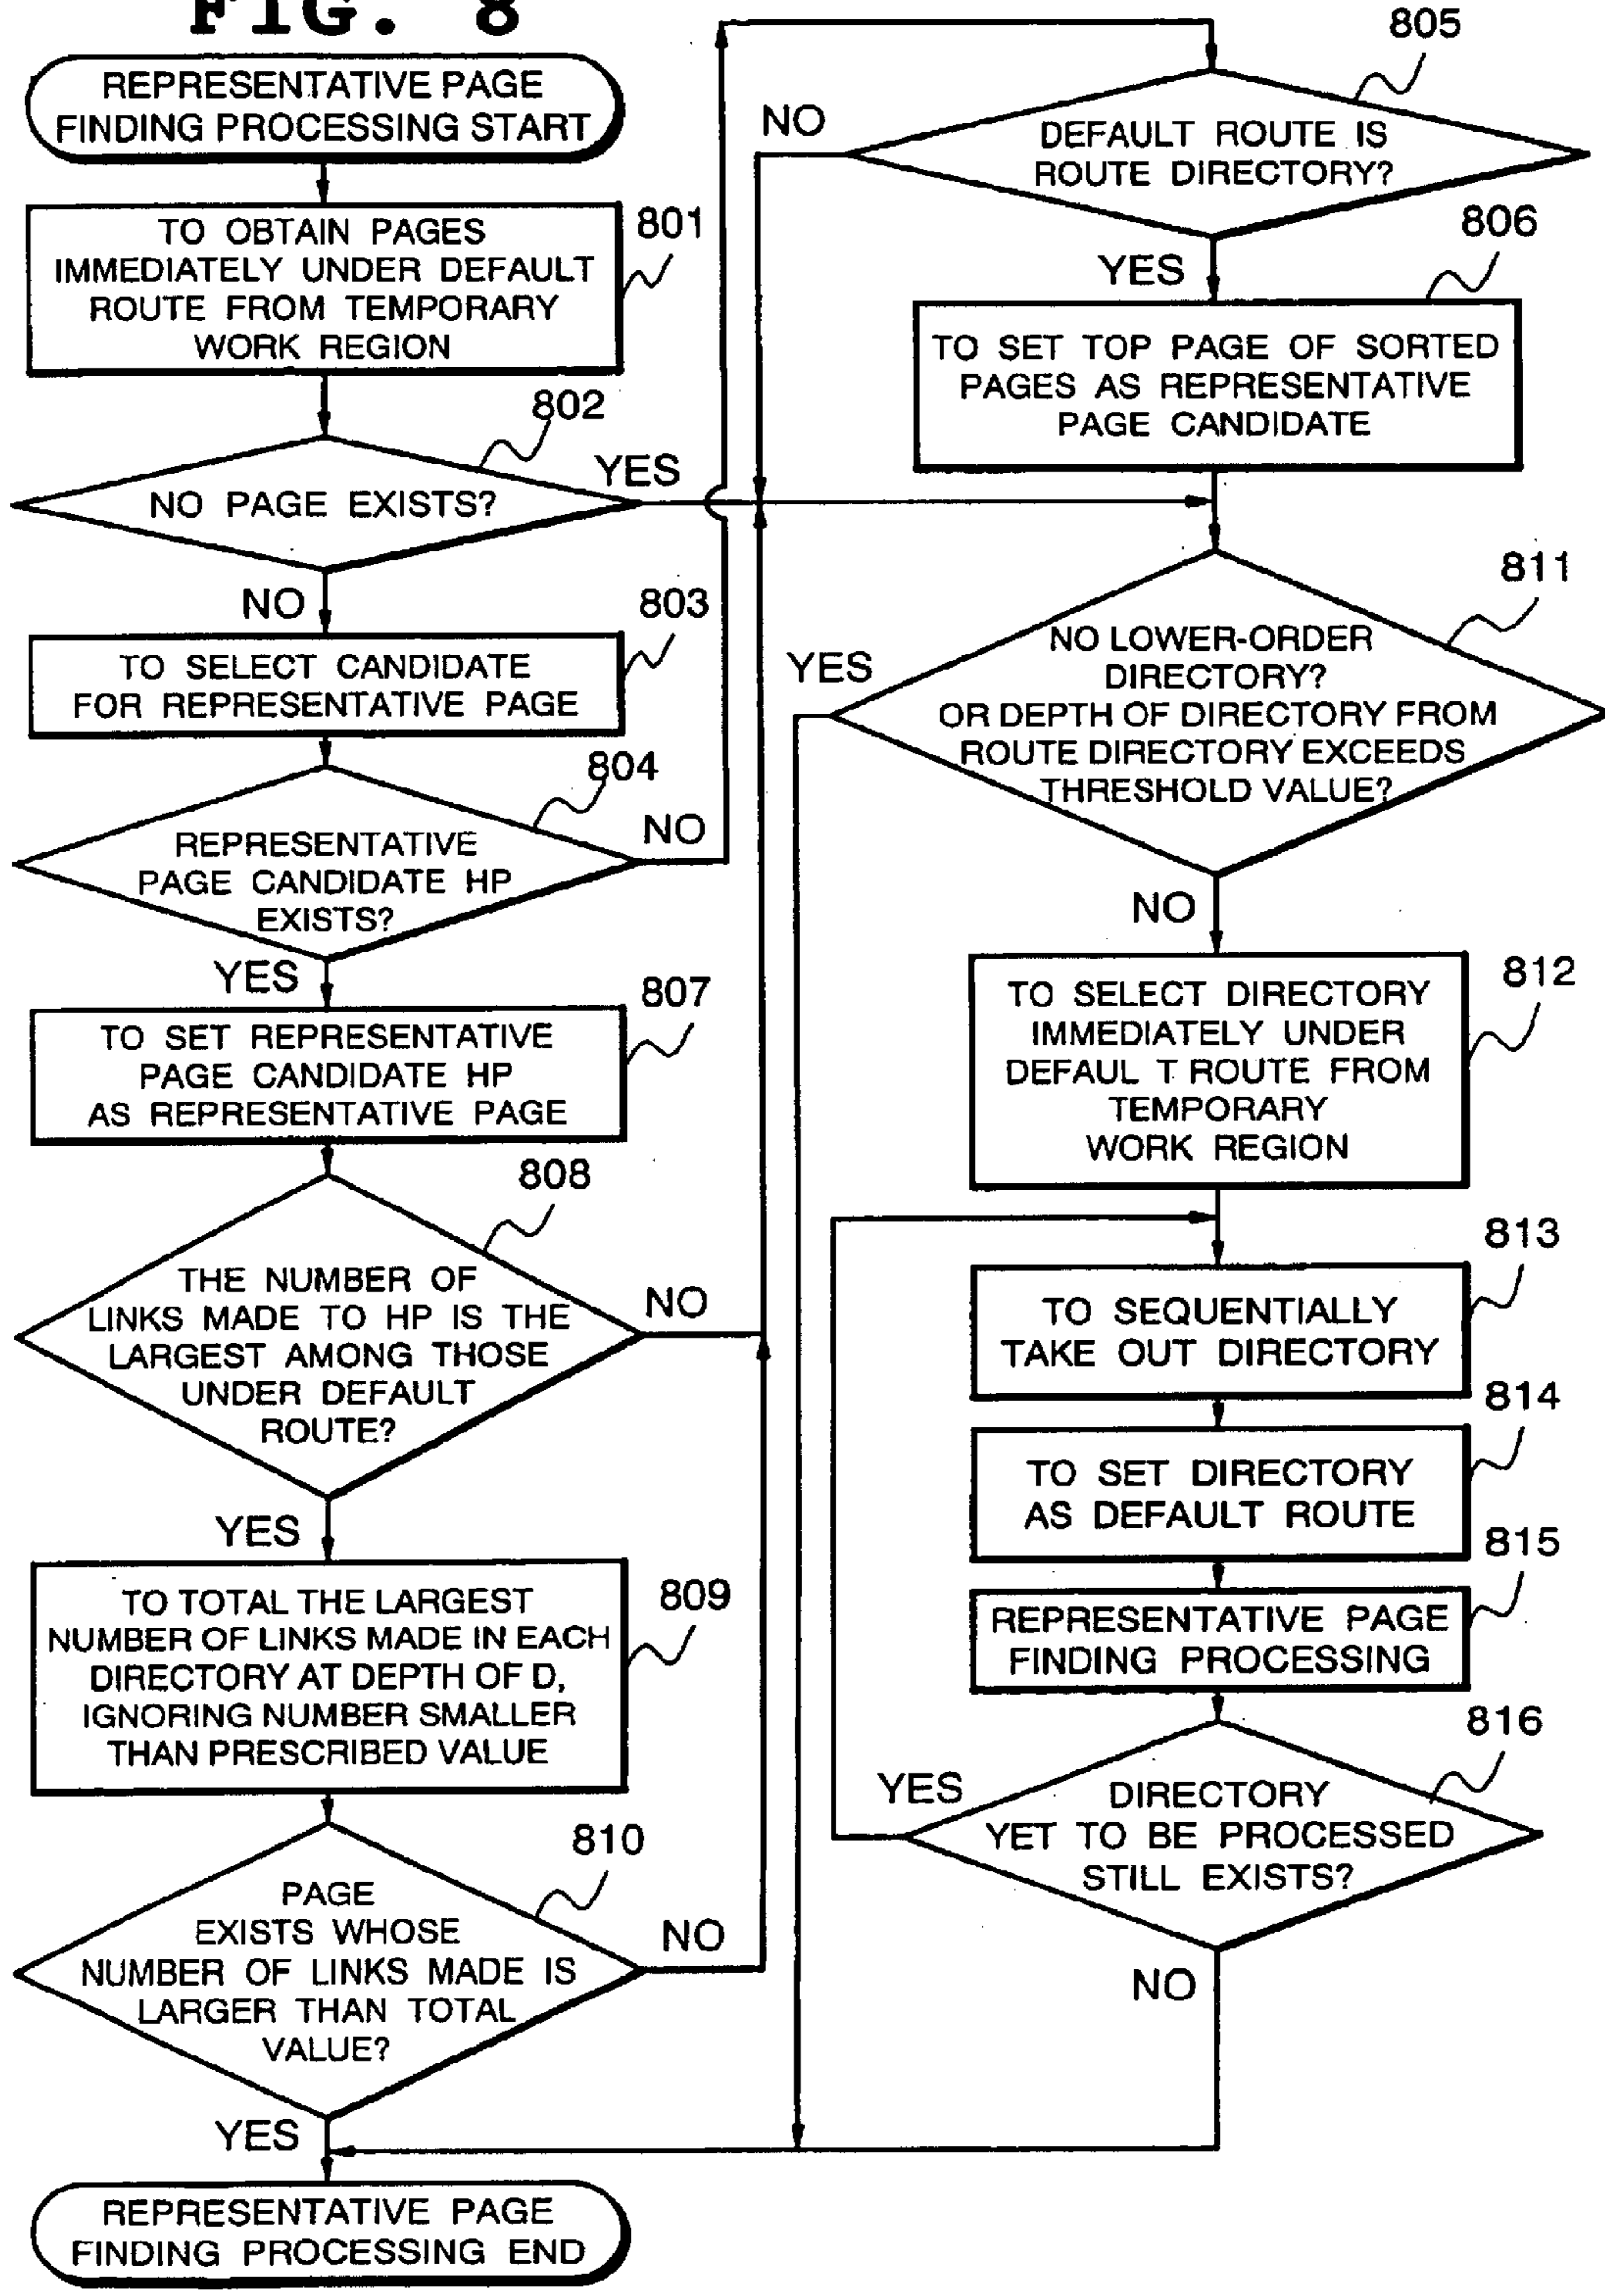 FIG. 8
REPRESENTATIVE PAGE
FINDING PROCESSING START
TO OBTAIN PAGES
IMMEDIATELY UNDER DEFAULT
ROUTE FROM TEMPORARY
WORK REGION
801
802
NO PAGE EXISTS?
YES
NO
803
TO SELECT CANDIDATE
FOR REPRESENTATIVE PAGE
804
REPRESENTATIVE
PAGE CANDIDATE HP
EXISTS?
NO
YES
807
TO SET REPRESENTATIVE
PAGE CANDIDATE HP
AS REPRESENTATIVE PAGE
808
THE NUMBER OF
LINKS MADE TO HP IS THE
LARGEST AMONG THOSE
UNDER DEFAULT
ROUTE?
NO
YES
809
TO TOTAL THE LARGEST
NUMBER OF LINKS MADE IN EACH
DIRECTORY AT DEPTH OF D,
IGNORING NUMBER SMALLER
THAN PRESCRIBED VALUE
810
PAGE
EXISTS WHOSE
NUMBER OF LINKS MADE IS
LARGER THAN TOTAL
VALUE?
NO
YES
REPRESENTATIVE PAGE
FINDING PROCESSING END
805
DEFAULT ROUTE IS
ROUTE DIRECTORY?
NO
YES
806
TO SET TOP PAGE OF SORTED
PAGES AS REPRESENTATIVE
PAGE CANDIDATE
811
NO LOWER-ORDER
DIRECTORY?
OR DEPTH OF DIRECTORY FROM
ROUTE DIRECTORY EXCEEDS
THRESHOLD VALUE?
YES
NO
812
TO SELECT DIRECTORY
IMMEDIATELY UNDER
DEFAUL T ROUTE FROM
TEMPORARY
WORK REGION
813
TO SEQUENTIALLY
TAKE OUT DIRECTORY
814
TO SET DIRECTORY
AS DEFAULT ROUTE
815
REPRESENTATIVE PAGE
FINDING PROCESSING
816
DIRECTORY
YET TO BE PROCESSED
STILL EXISTS?
YES
NO